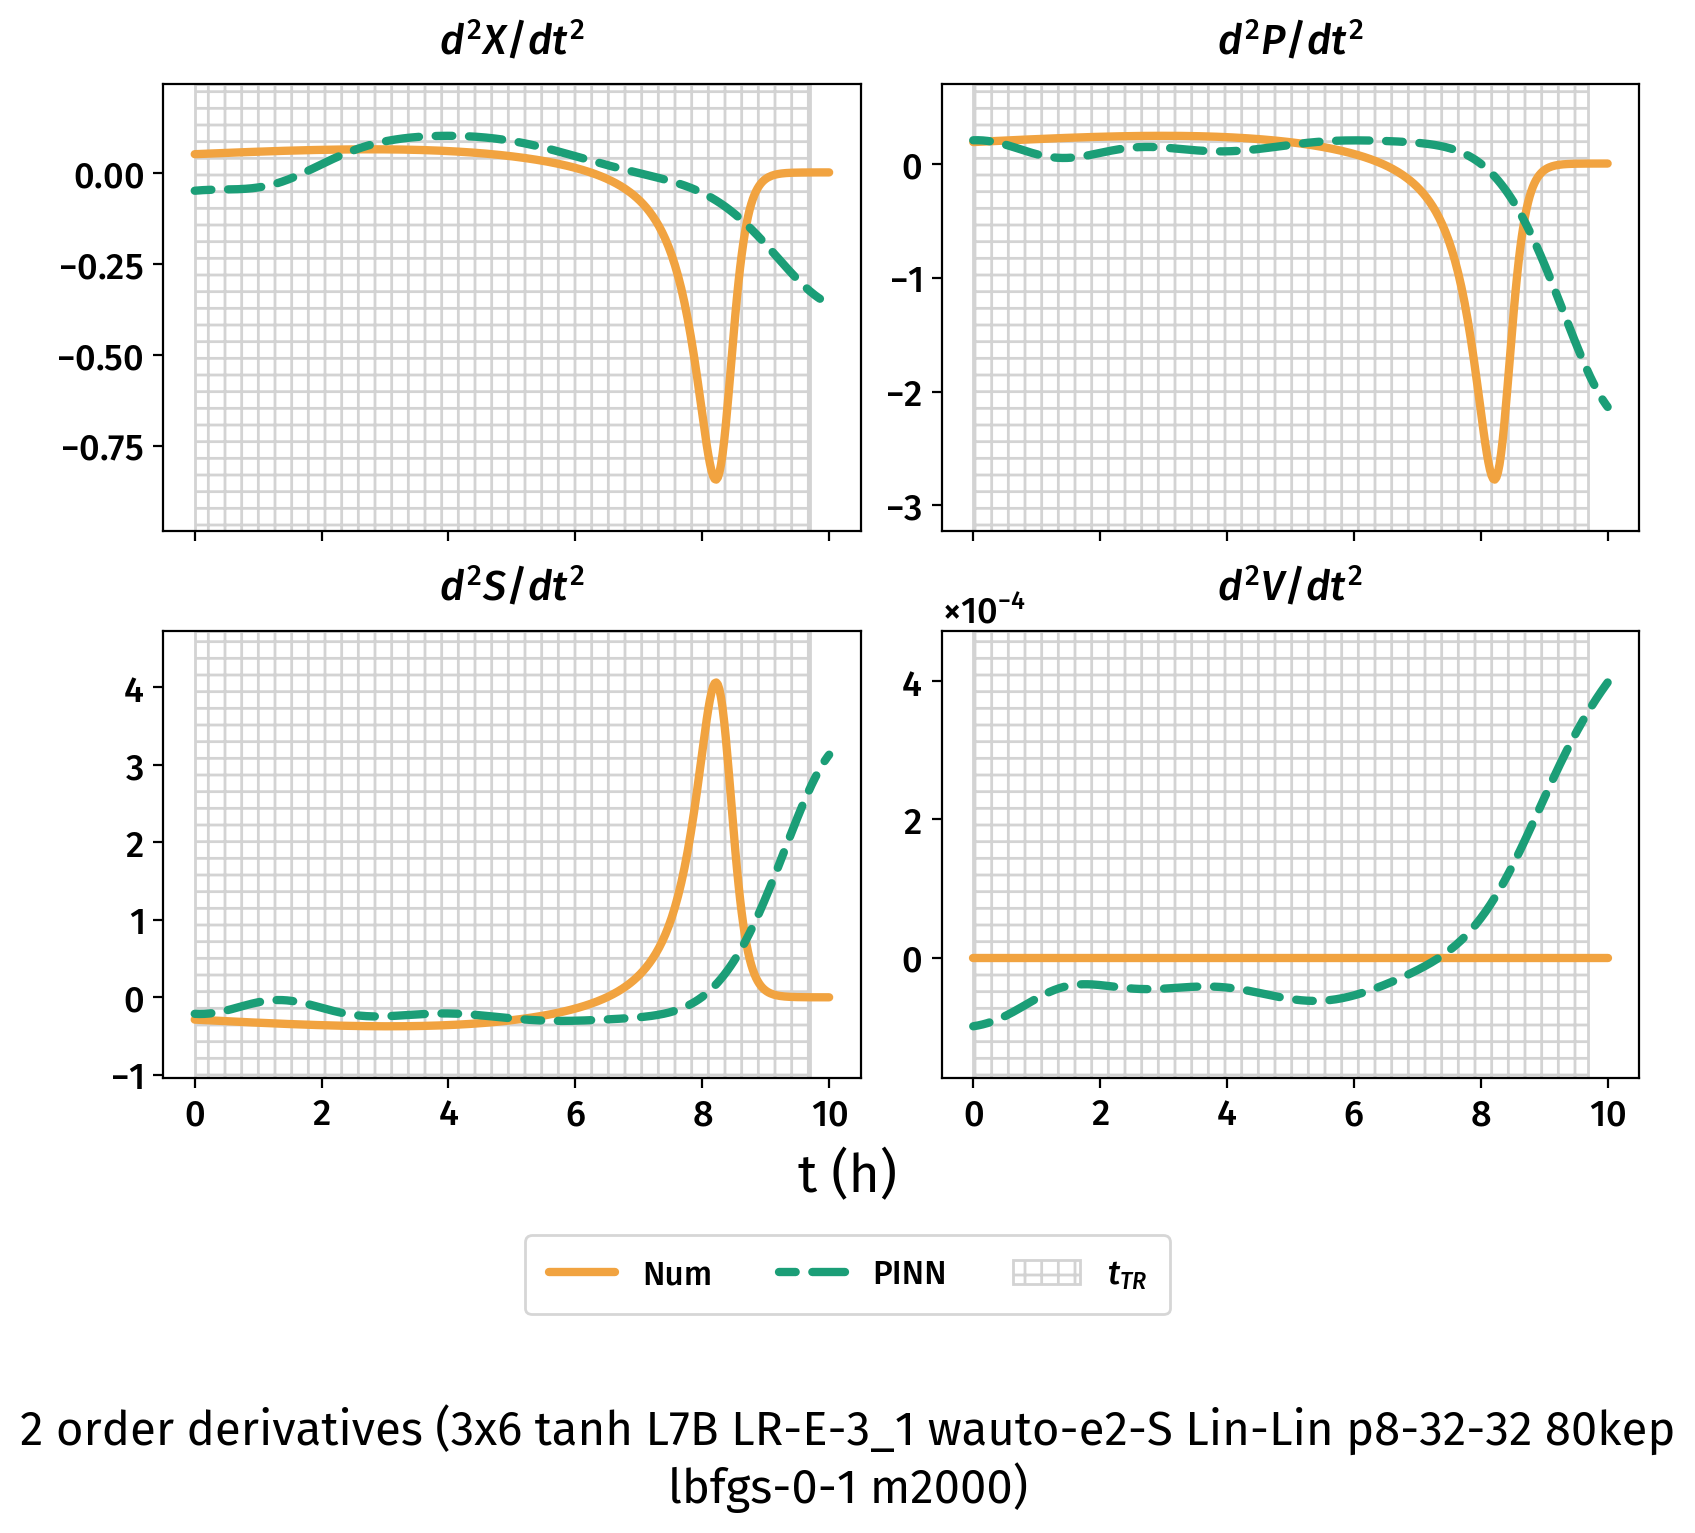 d²X/dt²
d²P/dt²
0.00
−0.25
−0.50
−0.75
0
−1
−2
−3
d²S/dt²
d²V/dt²
×10⁻⁴
4
3
2
1
0
−1
4
2
0
0 2 4 6 8 10
0 2 4 6 8 10
t (h)
Num PINN t_TR
2 order derivatives (3x6 tanh L7B LR-E-3_1 wauto-e2-S Lin-Lin p8-32-32 80kep
lbfgs-0-1 m2000)